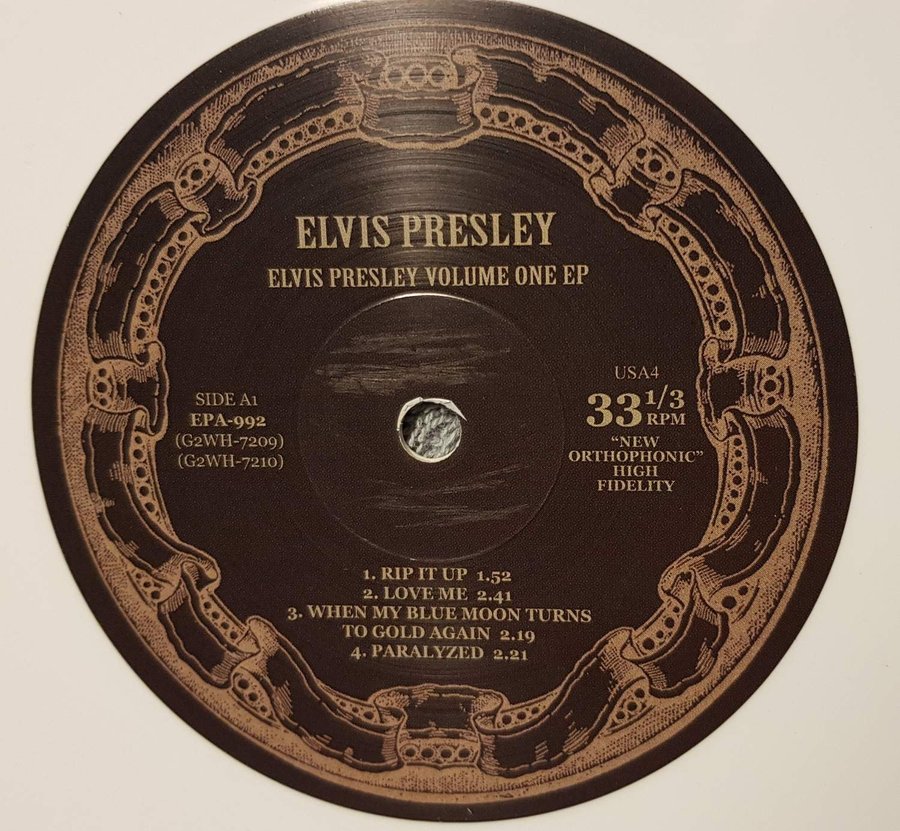 ELVIS PRESLEY
ELVIS PRESLEY VOLUME ONE EP
SIDE A1
EPA-992
(G2WH-7209)
(G2WH-7210)
USA4
33 1/3
RPM
“NEW
ORTHOPHONIC”
HIGH
FIDELITY
1. RIP IT UP 1.52
2. LOVE ME 2.41
3. WHEN MY BLUE MOON TURNS
TO GOLD AGAIN 2.19
4. PARALYZED 2.21